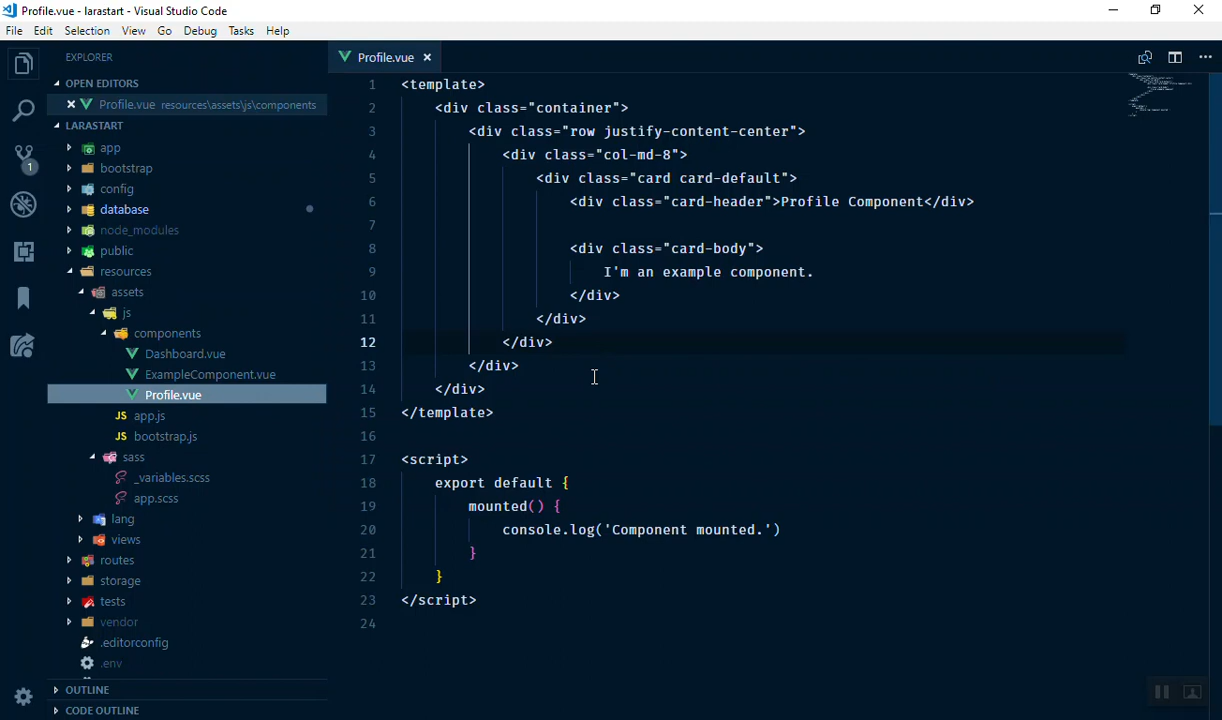 Profile.vue - larastart - Visual Studio Code
File Edit Selection View Go Debug Tasks Help
EXPLORER
OPEN EDITORS
Profile.vue resources\assets\js\components
LARASTART
app
bootstrap
config
database
node_modules
public
resources
assets
js
components
Dashboard.vue
ExampleComponent.vue
Profile.vue
JS app.js
JS bootstrap.js
sass
_variables.scss
app.scss
lang
views
routes
storage
tests
vendor
.editorconfig
.env
OUTLINE
CODE OUTLINE
1
Profile.vue
1 <template>
2 <div class="container">
3 <div class="row justify-content-center">
4 <div class="col-md-8">
5 <div class="card card-default">
6 <div class="card-header">Profile Component</div>
7
8 <div class="card-body">
9 I'm an example component.
10 </div>
11 </div>
12 </div>
13 </div>
14 </div>
15 </template>
16
17 <script>
18 export default {
19 mounted() {
20 console.log('Component mounted.')
21 }
22 }
23 </script>
24